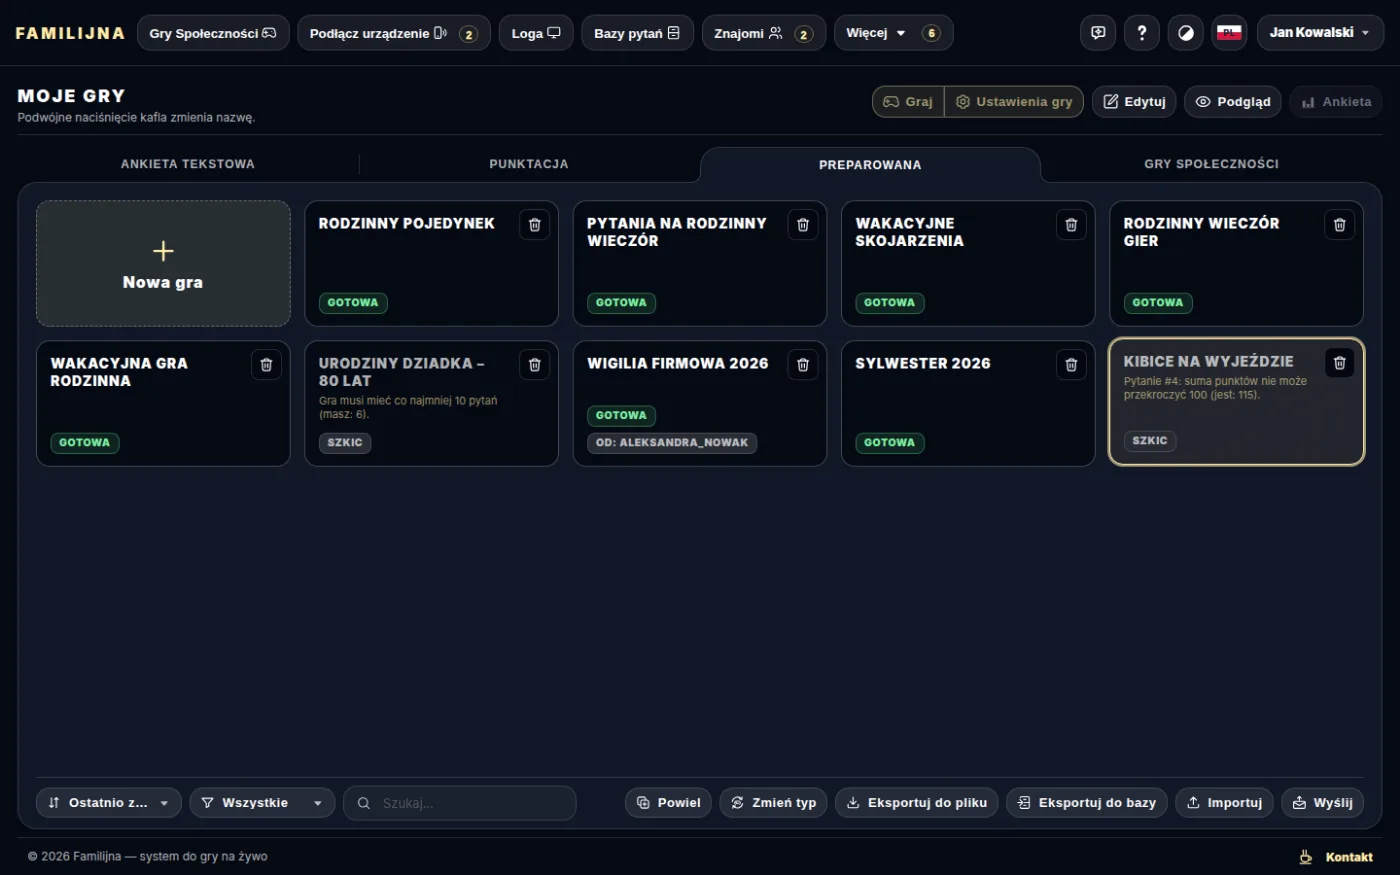 FAMILIJNA
Gry Społeczności
Podłącz urządzenie 2
Loga
Bazy pytań
Znajomi 2
Więcej 6
?
PL
Jan Kowalski
MOJE GRY
Podwójne naciśnięcie kafla zmienia nazwę.
Graj
Ustawienia gry
Edytuj
Podgląd
Ankieta
ANKIETA TEKSTOWA
PUNKTACJA
PREPAROWANA
GRY SPOŁECZNOŚCI
Nowa gra
RODZINNY POJEDYNEK
GOTOWA
PYTANIA NA RODZINNY
WIECZÓR
GOTOWA
WAKACYJNE
SKOJARZENIA
GOTOWA
RODZINNY WIECZÓR
GIER
GOTOWA
WAKACYJNA GRA
RODZINNA
GOTOWA
URODZINY DZIADKA –
80 LAT
Gra musi mieć co najmniej 10 pytań
(masz: 6).
SZKIC
WIGILIA FIRMOWA 2026
GOTOWA
OD: ALEKSANDRA_NOWAK
SYLWESTER 2026
GOTOWA
KIBICE NA WYJEŹDZIE
Pytanie #4: suma punktów nie może
przekroczyć 100 (jest: 115).
SZKIC
Ostatnio z...
Wszystkie
Szukaj...
Powiel
Zmień typ
Eksportuj do pliku
Eksportuj do bazy
Importuj
Wyślij
© 2026 Familijna — system do gry na żywo
Kontakt